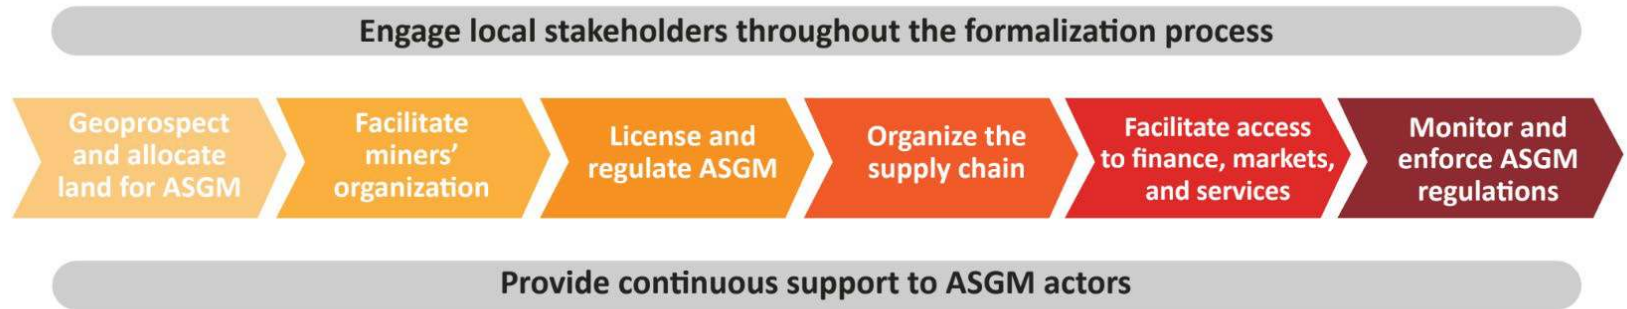 Engage local stakeholders throughout the formalization process
Geoprospect
and allocate
land for ASGM
Facilitate
miners’
organization
License and
regulate ASGM
Organize the
supply chain
Facilitate access
to finance, markets,
and services
Monitor and
enforce ASGM
regulations
Provide continuous support to ASGM actors